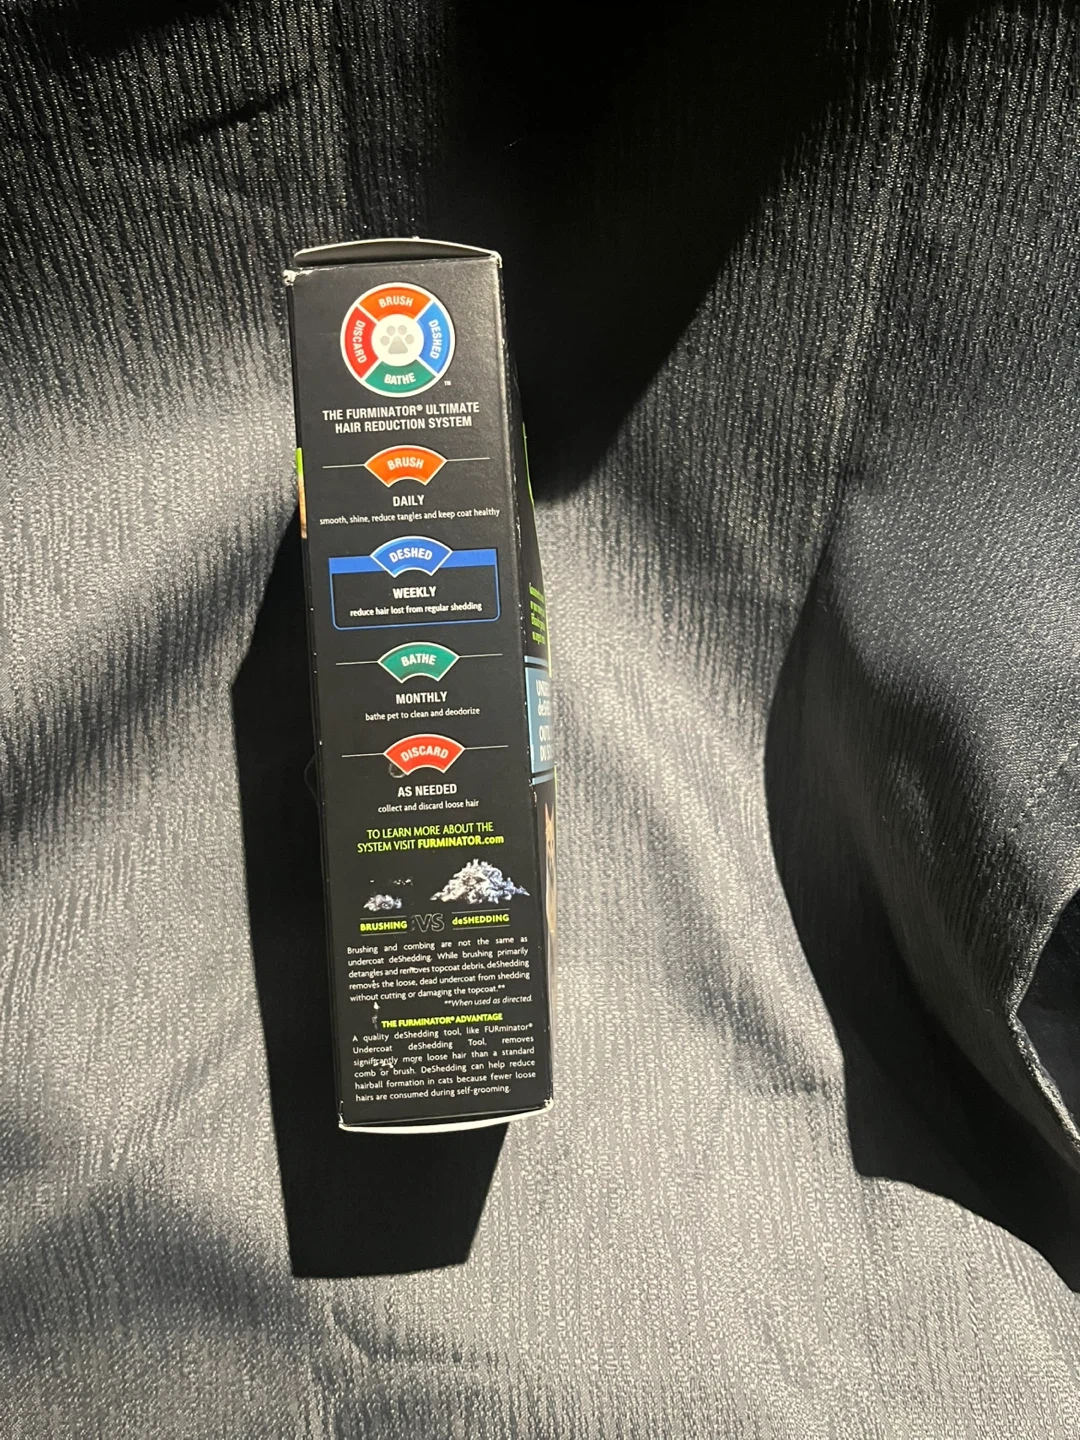 BRUSH
DISCARD
DESHED
BATHE
TM
THE FURMINATOR® ULTIMATE
HAIR REDUCTION SYSTEM
BRUSH
DAILY
smooth, shine, reduce tangles and keep coat healthy
DESHED
WEEKLY
reduce hair lost from regular shedding
BATHE
MONTHLY
bathe pet to clean and deodorize
DISCARD
AS NEEDED
collect and discard loose hair
TO LEARN MORE ABOUT THE
SYSTEM VISIT FURMINATOR.com
BRUSHING VS deSHEDDING
Brushing and combing are not the same as
undercoat deShedding. While brushing primarily
detangles and removes topcoat debris, deShedding
removes the loose, dead undercoat from shedding
without cutting or damaging the topcoat.**
**When used as directed.
THE FURMINATOR® ADVANTAGE
A quality deShedding tool, like FURminator®
Undercoat deShedding Tool, removes
significantly more loose hair than a standard
comb or brush. DeShedding can help reduce
hairball formation in cats because fewer loose
hairs are consumed during self-grooming.